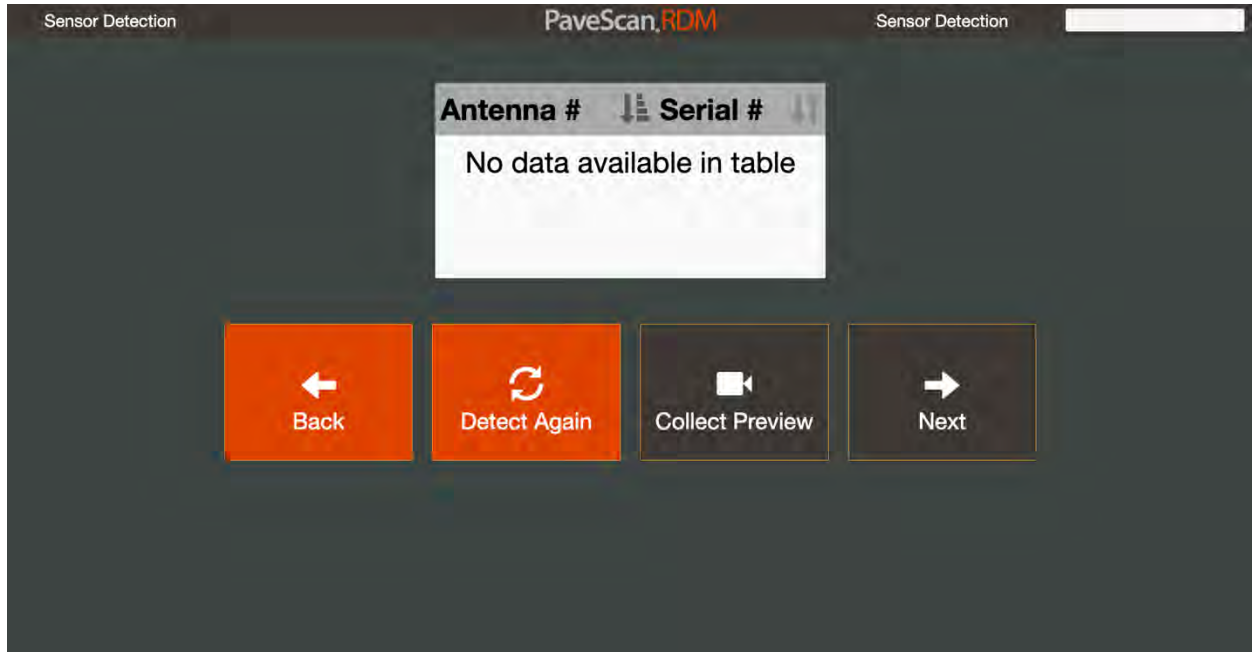 Sensor Detection PaveScan.RDM Sensor Detection
Antenna # Serial #
No data available in table
Back Detect Again Collect Preview Next